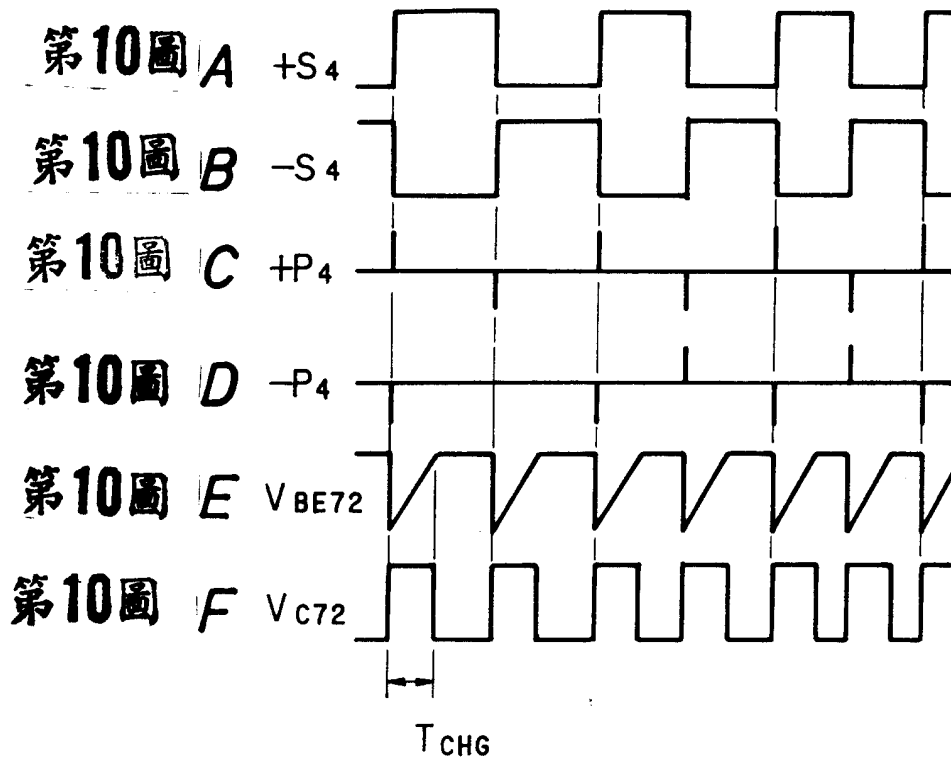 第10圖 A +S4
第10圖 B −S4
第10圖 C +P4
第10圖 D −P4
第10圖 E VBE72
第10圖 F VC72
TCHG